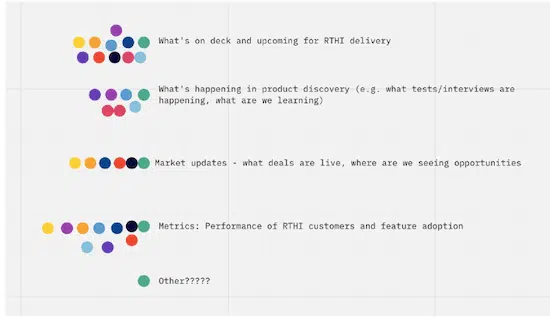 What's on deck and upcoming for RTHI delivery
What's happening in product discovery (e.g. what tests/interviews are
happening, what are we learning)
Market updates - what deals are live, where are we seeing opportunities
Metrics: Performance of RTHI customers and feature adoption
Other?????